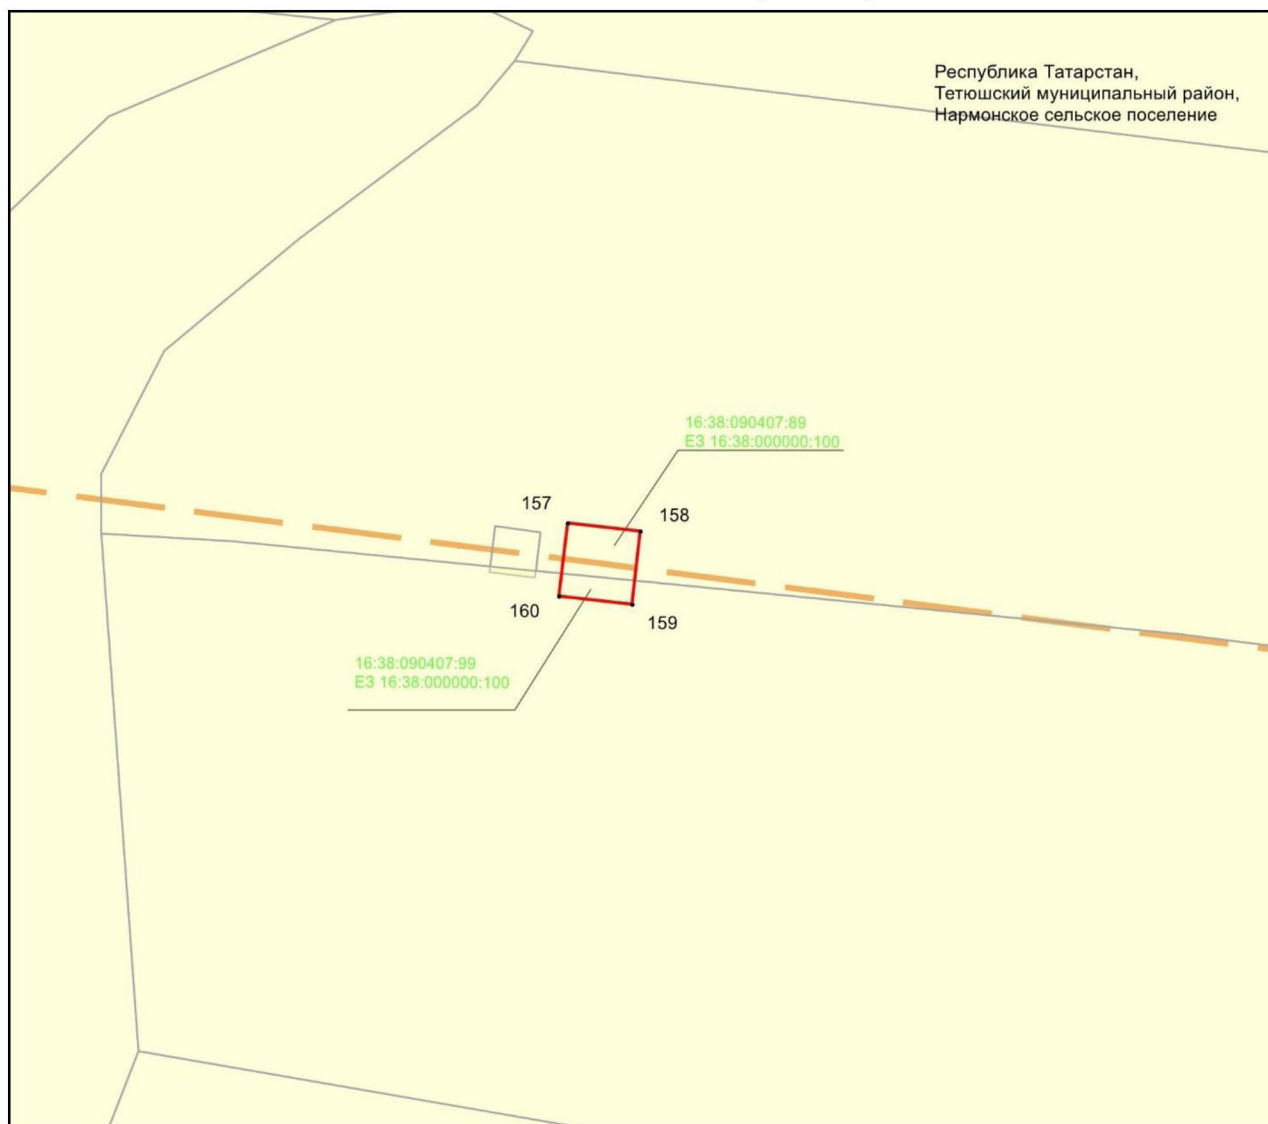 Республика Татарстан,
Тетюшский муниципальный район,
Нармонское сельское поселение
16:38:090407:89
ЕЗ 16:38:000000:100
157
158
160
159
16:38:090407:99
ЕЗ 16:38:000000:100